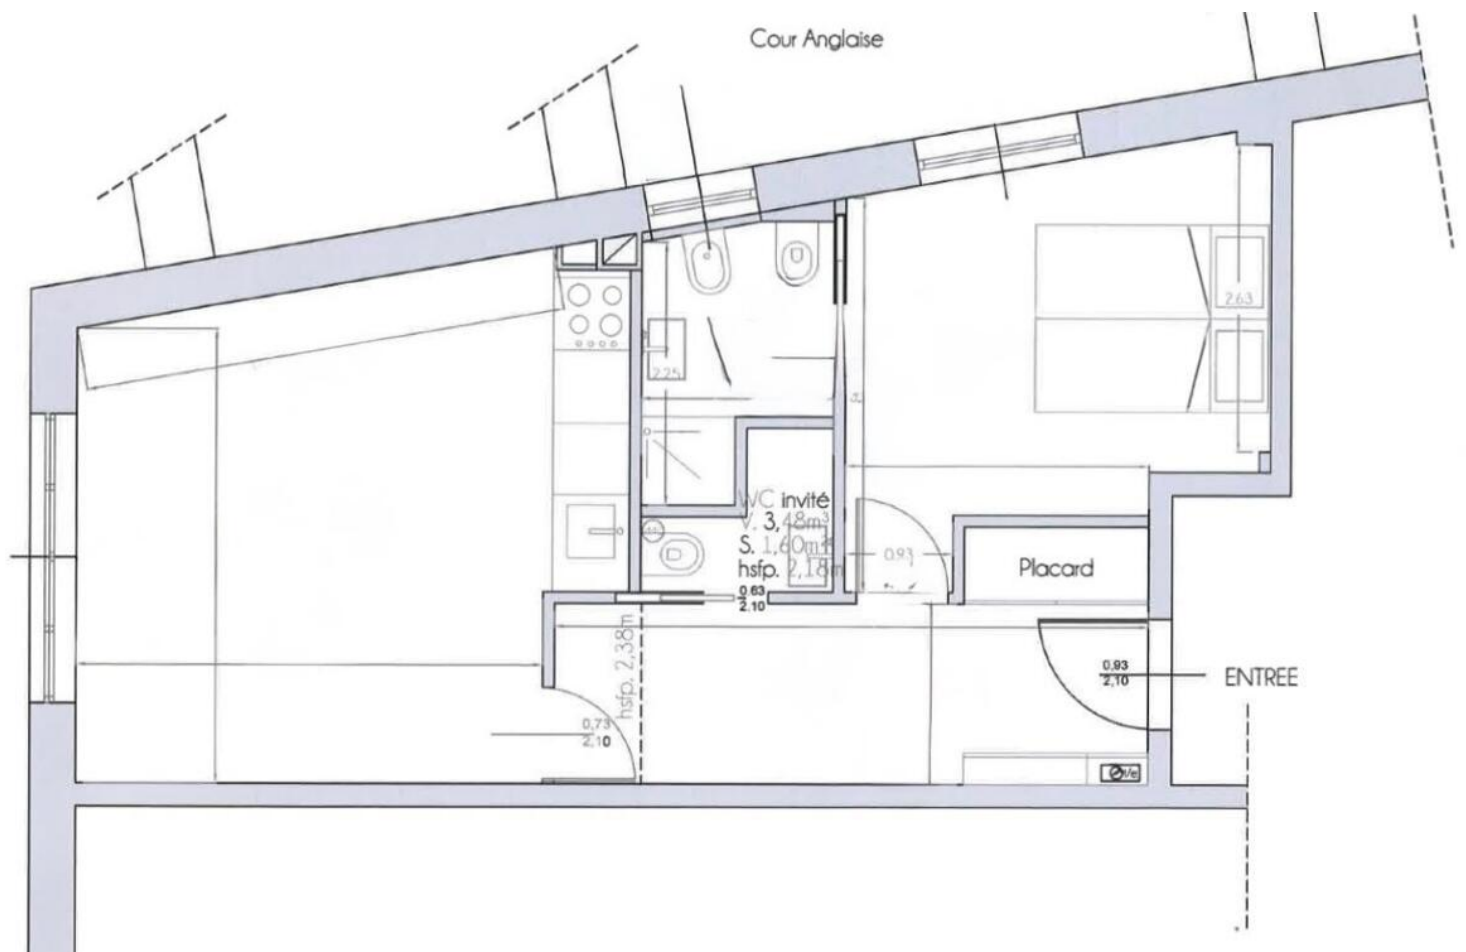 Cour Anglaise
2.63
2.25
WC invité
V. 3,48m³
S. 1,60m²
hsfp. 2,18m
0.63
2.10
0.93
Placard
hsfp. 2,38m
0,93
2,10
ENTREE
0,73
2,10